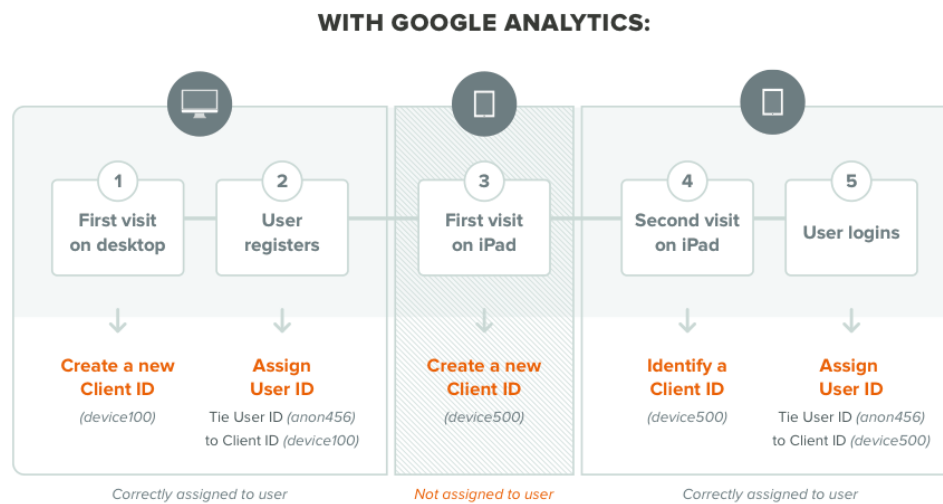 WITH GOOGLE ANALYTICS:
1
First visit
on desktop
2
User
registers
3
First visit
on iPad
4
Second visit
on iPad
5
User logins
Create a new
Client ID
(device100)
Assign
User ID
Tie User ID (anon456)
to Client ID (device100)
Create a new
Client ID
(device500)
Identify a
Client ID
(device500)
Assign
User ID
Tie User ID (anon456)
to Client ID (device500)
Correctly assigned to user
Not assigned to user
Correctly assigned to user